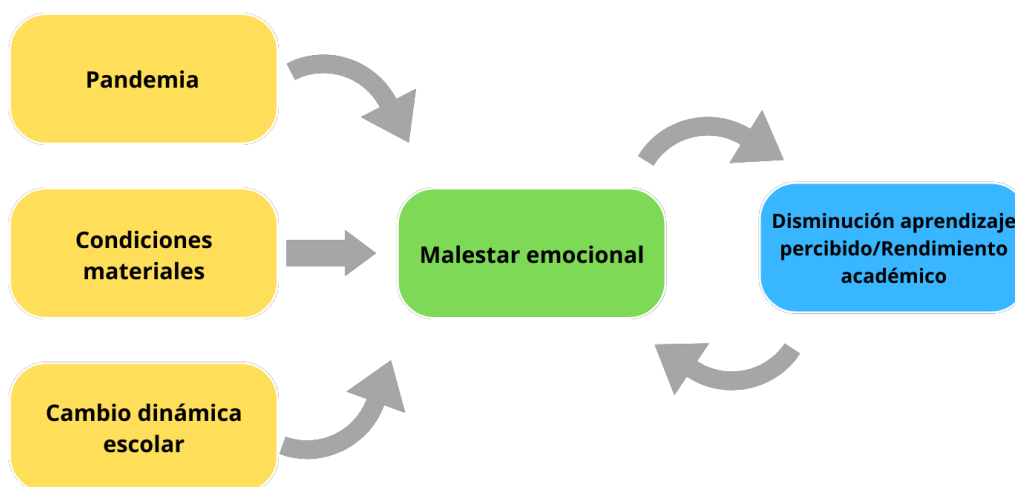 Pandemia
Condiciones
materiales
Cambio dinámica
escolar
Malestar emocional
Disminución aprendizaje
percibido/Rendimiento
académico